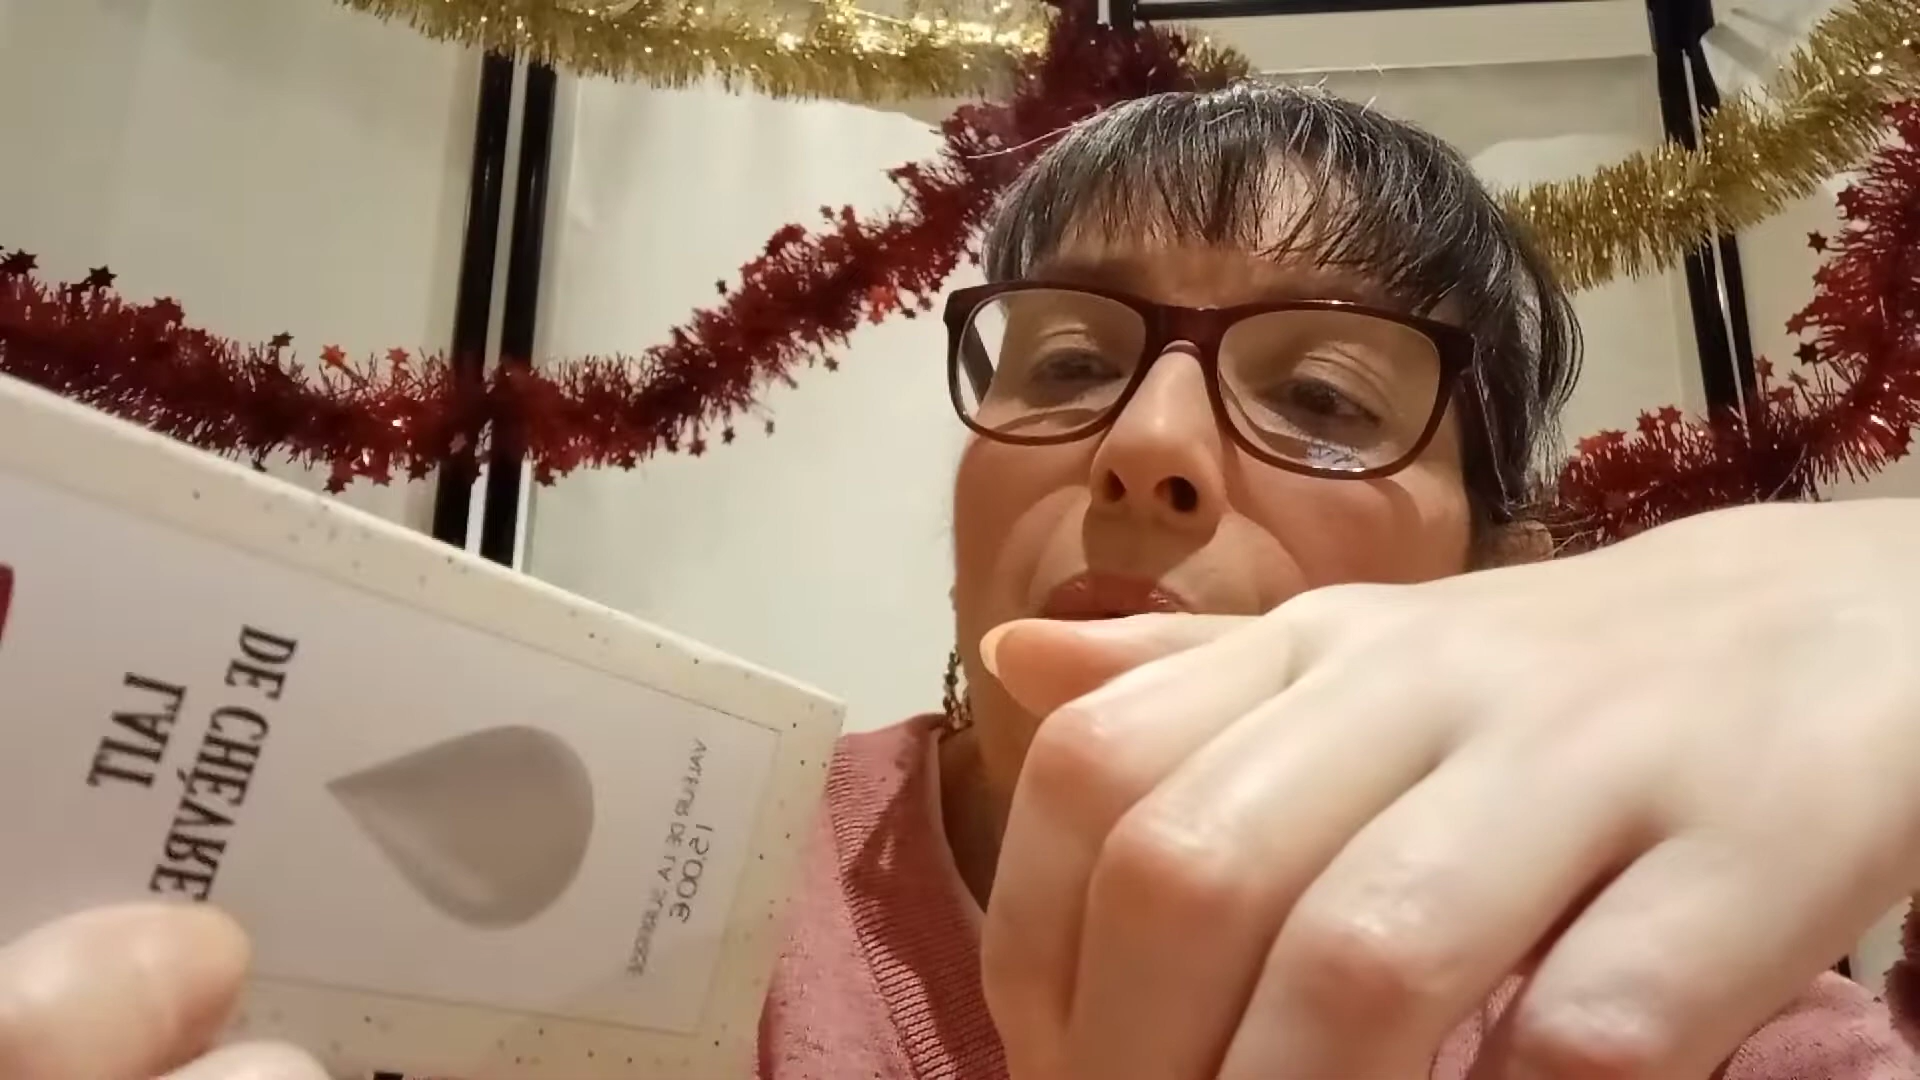 LAIT
DE CHÈVRE
VALEUR DE LA SURPRISE
15,00€